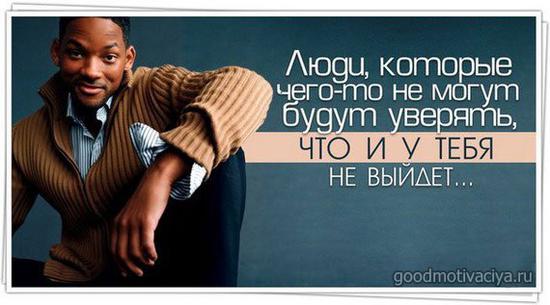 Люди, которые
чего-то не могут
будут уверять,
ЧТО И У ТЕБЯ
НЕ ВЫЙДЕТ...
goodmotivaciya.ru